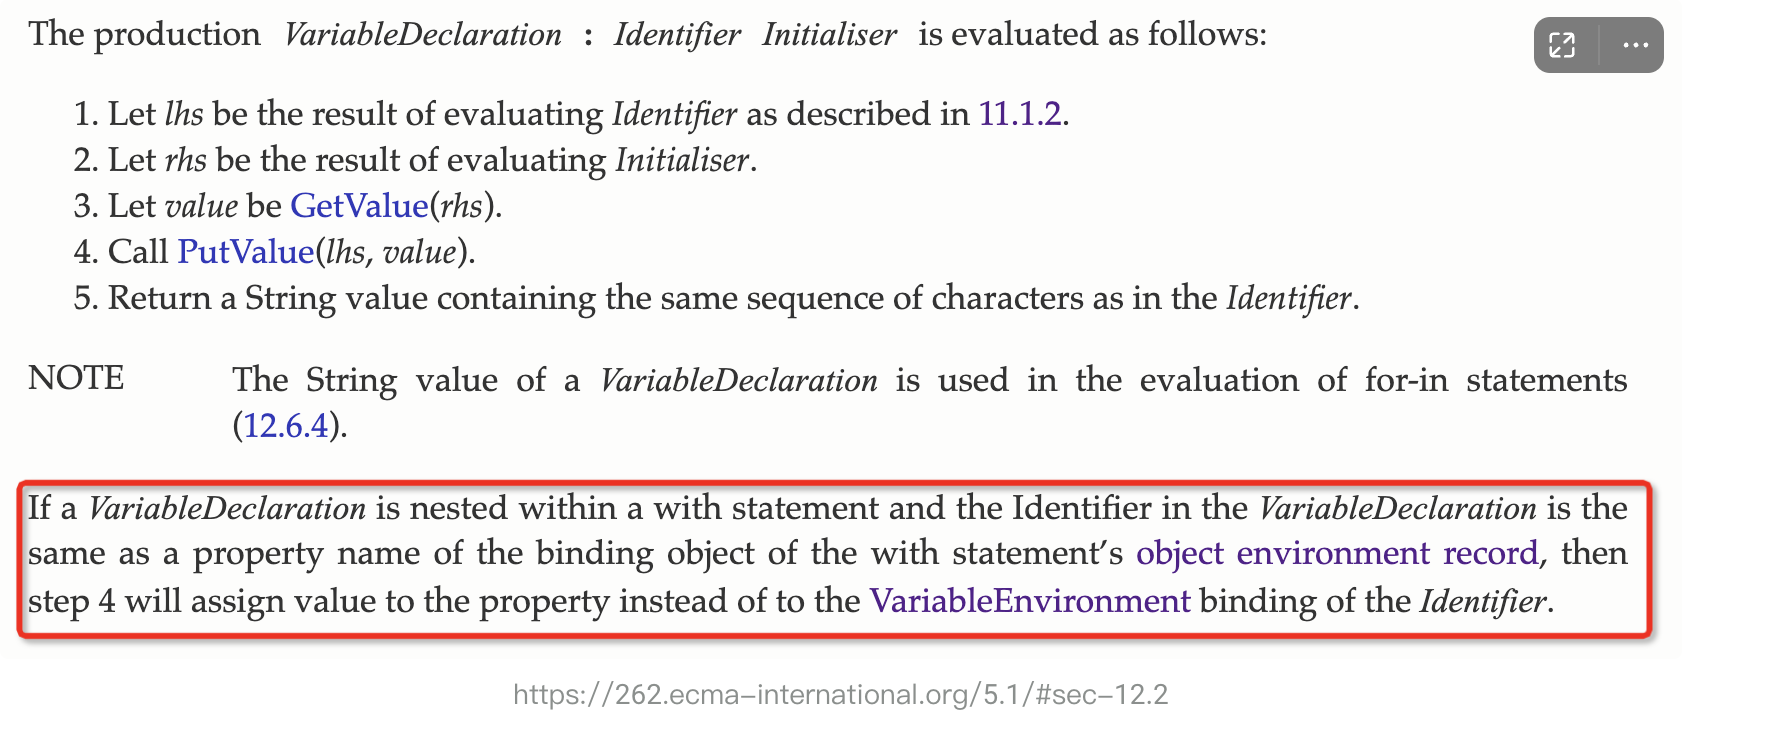 The production VariableDeclaration : Identifier Initialiser is evaluated as follows:
1. Let lhs be the result of evaluating Identifier as described in 11.1.2.
2. Let rhs be the result of evaluating Initialiser.
3. Let value be GetValue(rhs).
4. Call PutValue(lhs, value).
5. Return a String value containing the same sequence of characters as in the Identifier.
NOTE The String value of a VariableDeclaration is used in the evaluation of for-in statements
(12.6.4).
If a VariableDeclaration is nested within a with statement and the Identifier in the VariableDeclaration is the
same as a property name of the binding object of the with statement’s object environment record, then
step 4 will assign value to the property instead of to the VariableEnvironment binding of the Identifier.
https://262.ecma-international.org/5.1/#sec-12.2